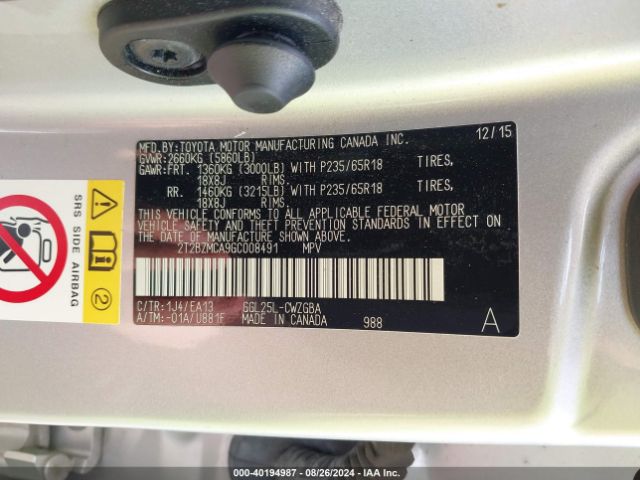 MFD.BY:TOYOTA MOTOR MANUFACTURING CANADA INC. 12/15
GVWR:2660KG (5860LB)
GAWR:FRT. 1360KG (3000LB) WITH P235/65R18 TIRES,
18X8J RIMS.
RR. 1460KG (3215LB) WITH P235/65R18 TIRES,
18X8J RIMS.
THIS VEHICLE CONFORMS TO ALL APPLICABLE FEDERAL MOTOR
VEHICLE SAFETY AND THEFT PREVENTION STANDARDS IN EFFECT ON
THE DATE OF MANUFACTURE SHOWN ABOVE.
2T2BZMCA9GC008491 MPV
C/TR:1J4/EA13 GGL25L-CWZGBA
A/TM:-01A/U881F MADE IN CANADA 988 A
SRS SIDE AIRBAG
2
000-40194987 - 08/26/2024 - IAA Inc.